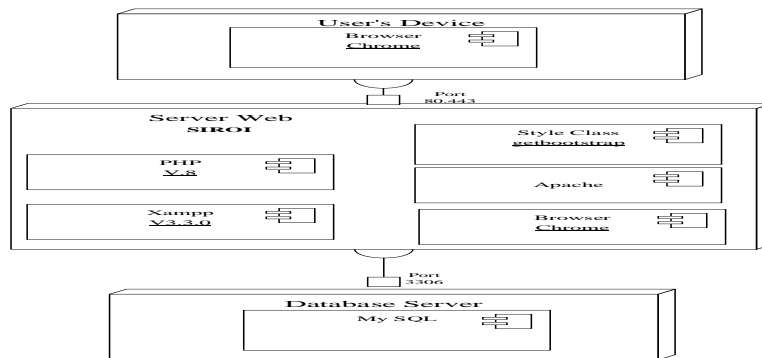 User's Device
Browser
Chrome
Port
80.443
Server Web
SIROI
PHP
V.8
Xampp
V3.3.0
Style Class
getbootstrap
Apache
Browser
Chrome
Port
3306
Database Server
My SQL